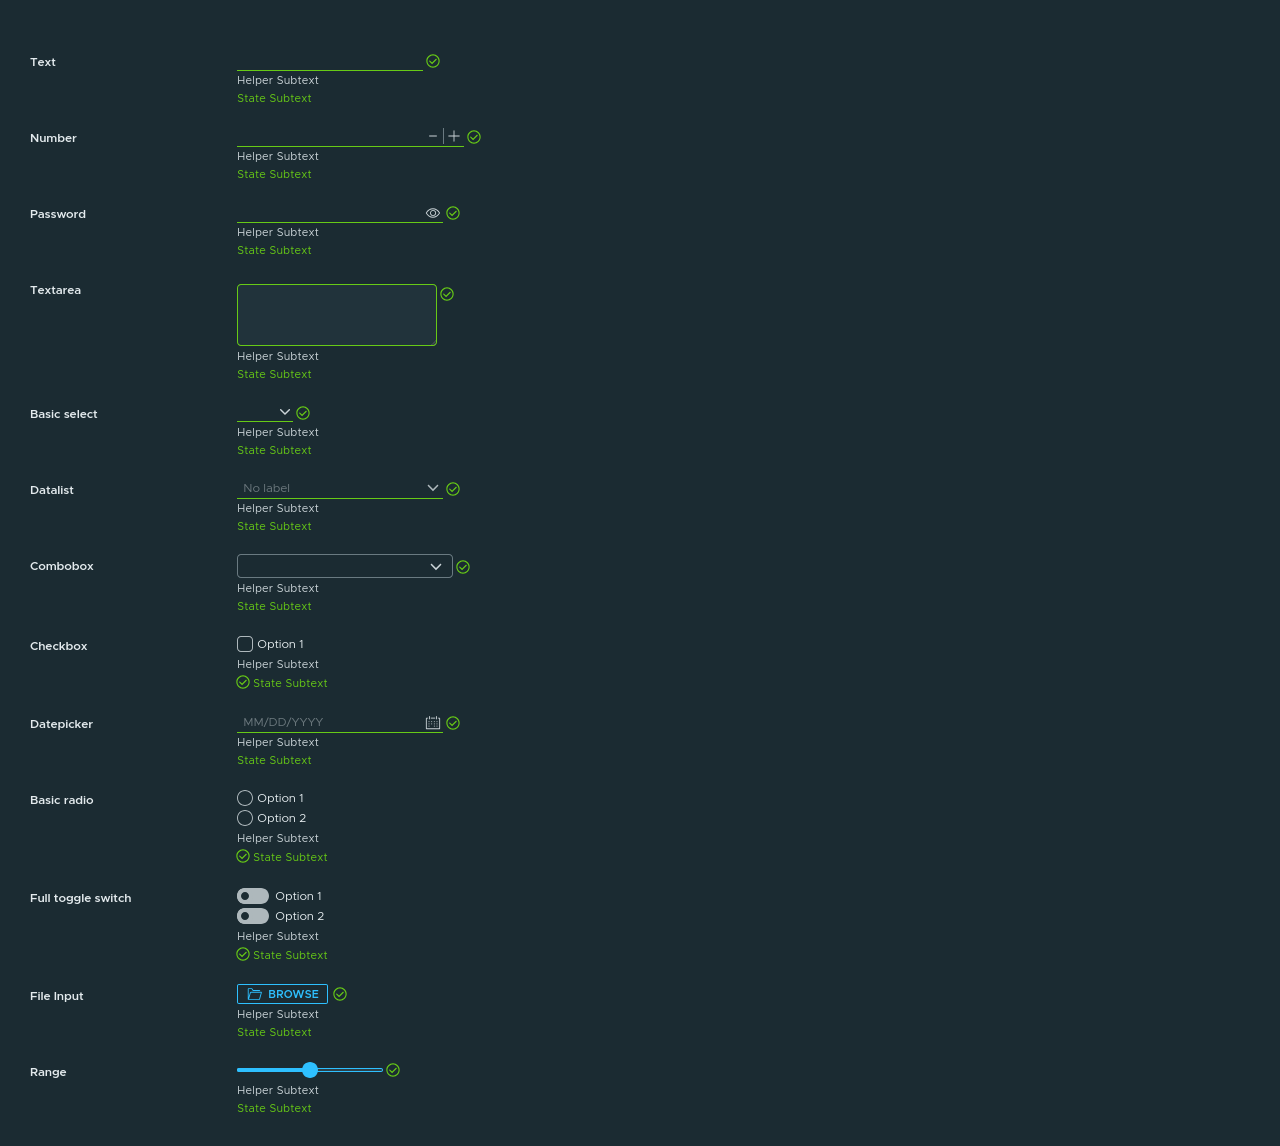 Text
Helper Subtext
State Subtext
Number
Helper Subtext
State Subtext
Password
Helper Subtext
State Subtext
Textarea
Helper Subtext
State Subtext
Basic select
Helper Subtext
State Subtext
Datalist
No label
Helper Subtext
State Subtext
Combobox
Helper Subtext
State Subtext
Checkbox
Option 1
Helper Subtext
State Subtext
Datepicker
MM/DD/YYYY
Helper Subtext
State Subtext
Basic radio
Option 1
Option 2
Helper Subtext
State Subtext
Full toggle switch
Option 1
Option 2
Helper Subtext
State Subtext
File Input
BROWSE
Helper Subtext
State Subtext
Range
Helper Subtext
State Subtext